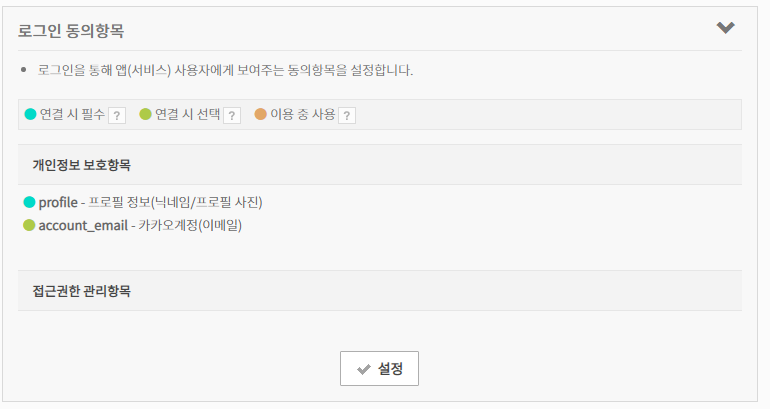 로그인 동의항목
로그인을 통해 앱(서비스) 사용자에게 보여주는 동의항목을 설정합니다.
연결 시 필수 ? 연결 시 선택 ? 이용 중 사용 ?
개인정보 보호항목
profile - 프로필 정보(닉네임/프로필 사진)
account_email - 카카오계정(이메일)
접근권한 관리항목
설정